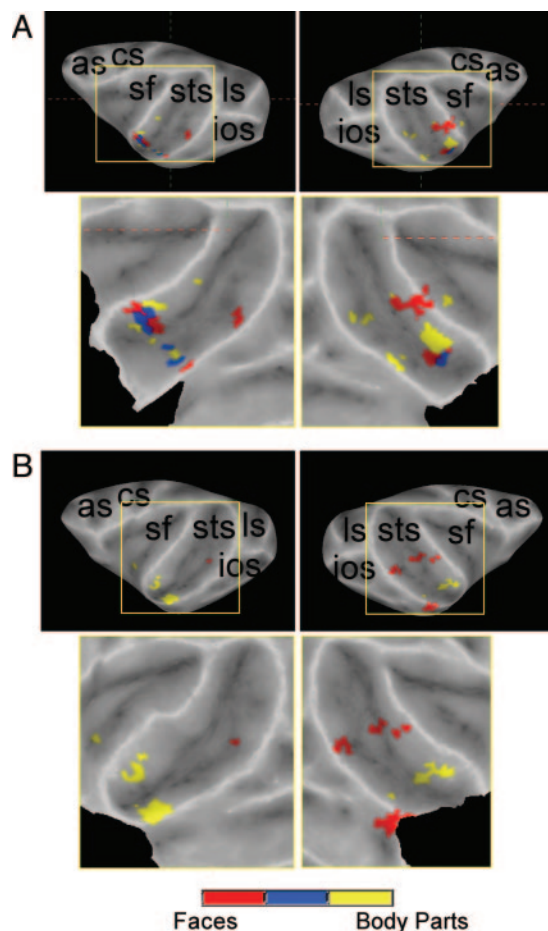 A
as cs
sf sts ls
ios
cs as
ls sts sf
ios
B
as cs
sf sts ls
ios
cs as
ls sts sf
ios
Faces Body Parts